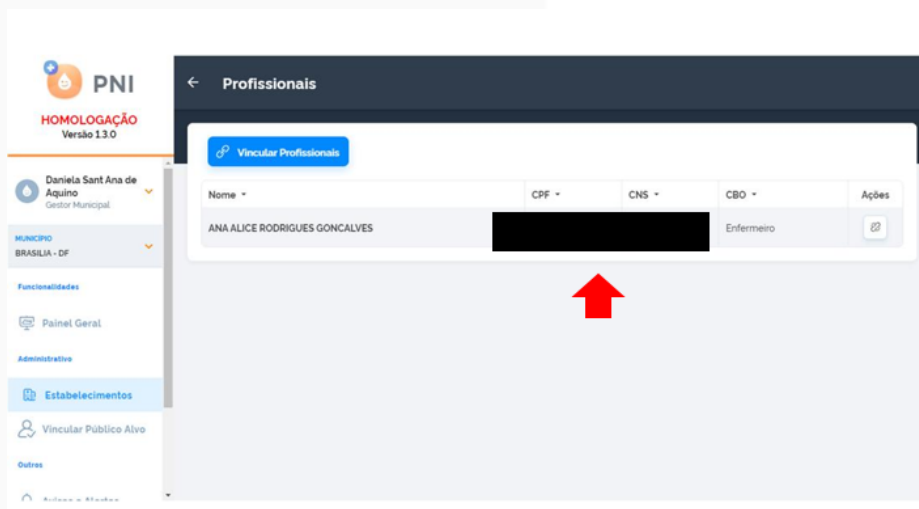 PNI
HOMOLOGAÇÃO
Versão 1.3.0
Daniela Sant Ana de
Aquino
Gestor Municipal
MUNICÍPIO
BRASILIA - DF
Funcionalidades
Painel Geral
Administrativo
Estabelecimentos
Vincular Público Alvo
Outros
Avisos e Alertas
Profissionais
Vincular Profissionais
Nome CPF CNS CBO Ações
ANA ALICE RODRIGUES GONCALVES Enfermeiro